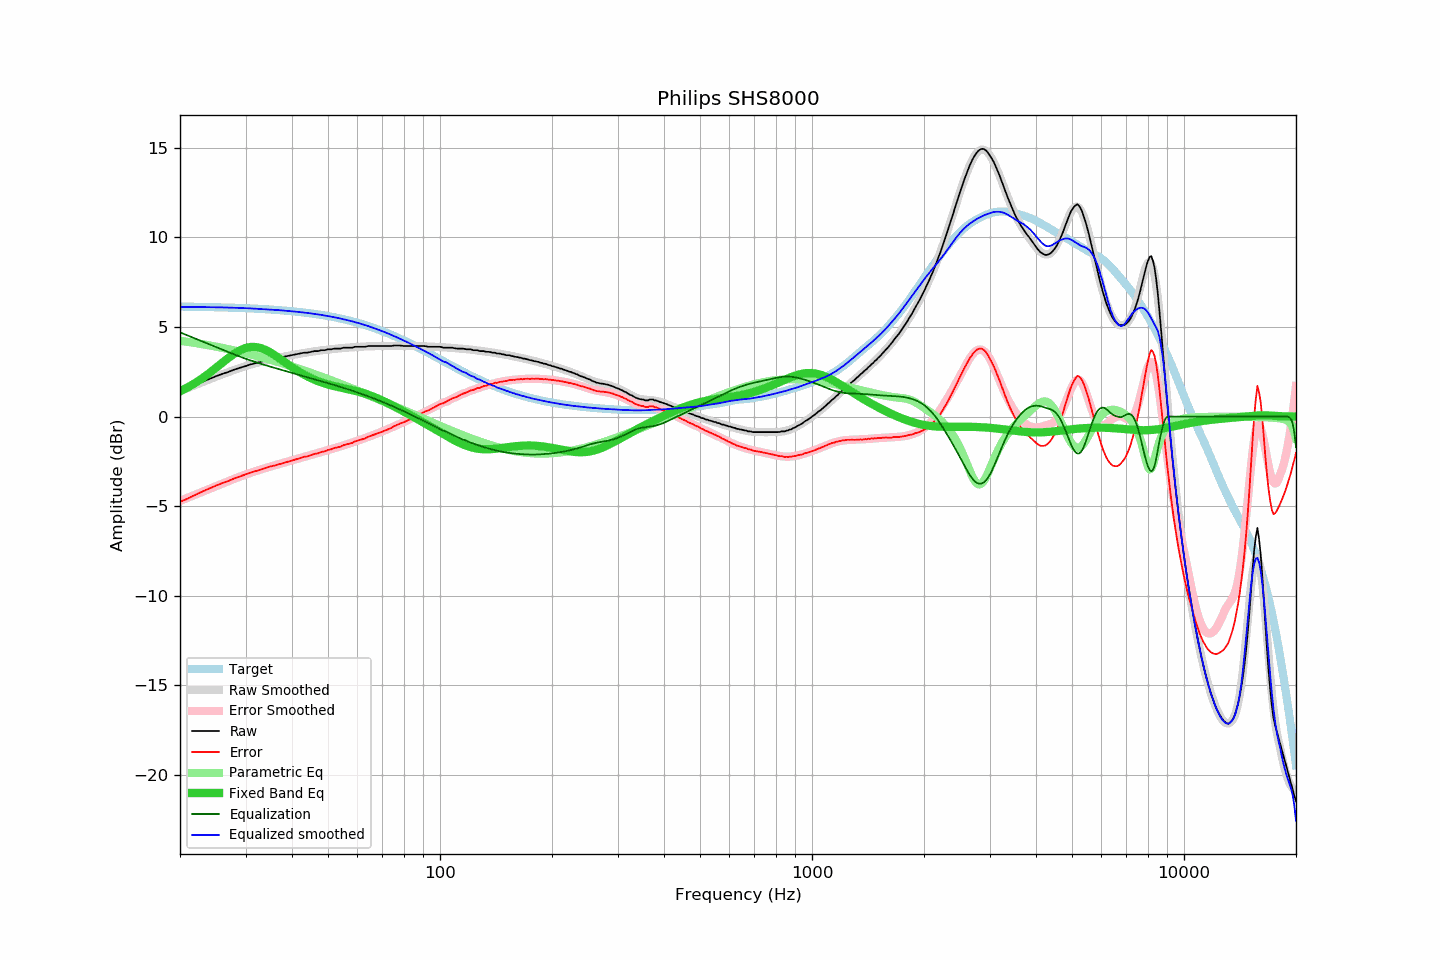 Philips SHS8000
15
10
5
0
−5
−10
−15
−20
Amplitude (dBr)
Target
Raw Smoothed
Error Smoothed
Raw
Error
Parametric Eq
Fixed Band Eq
Equalization
Equalized smoothed
100
1000
10000
Frequency (Hz)